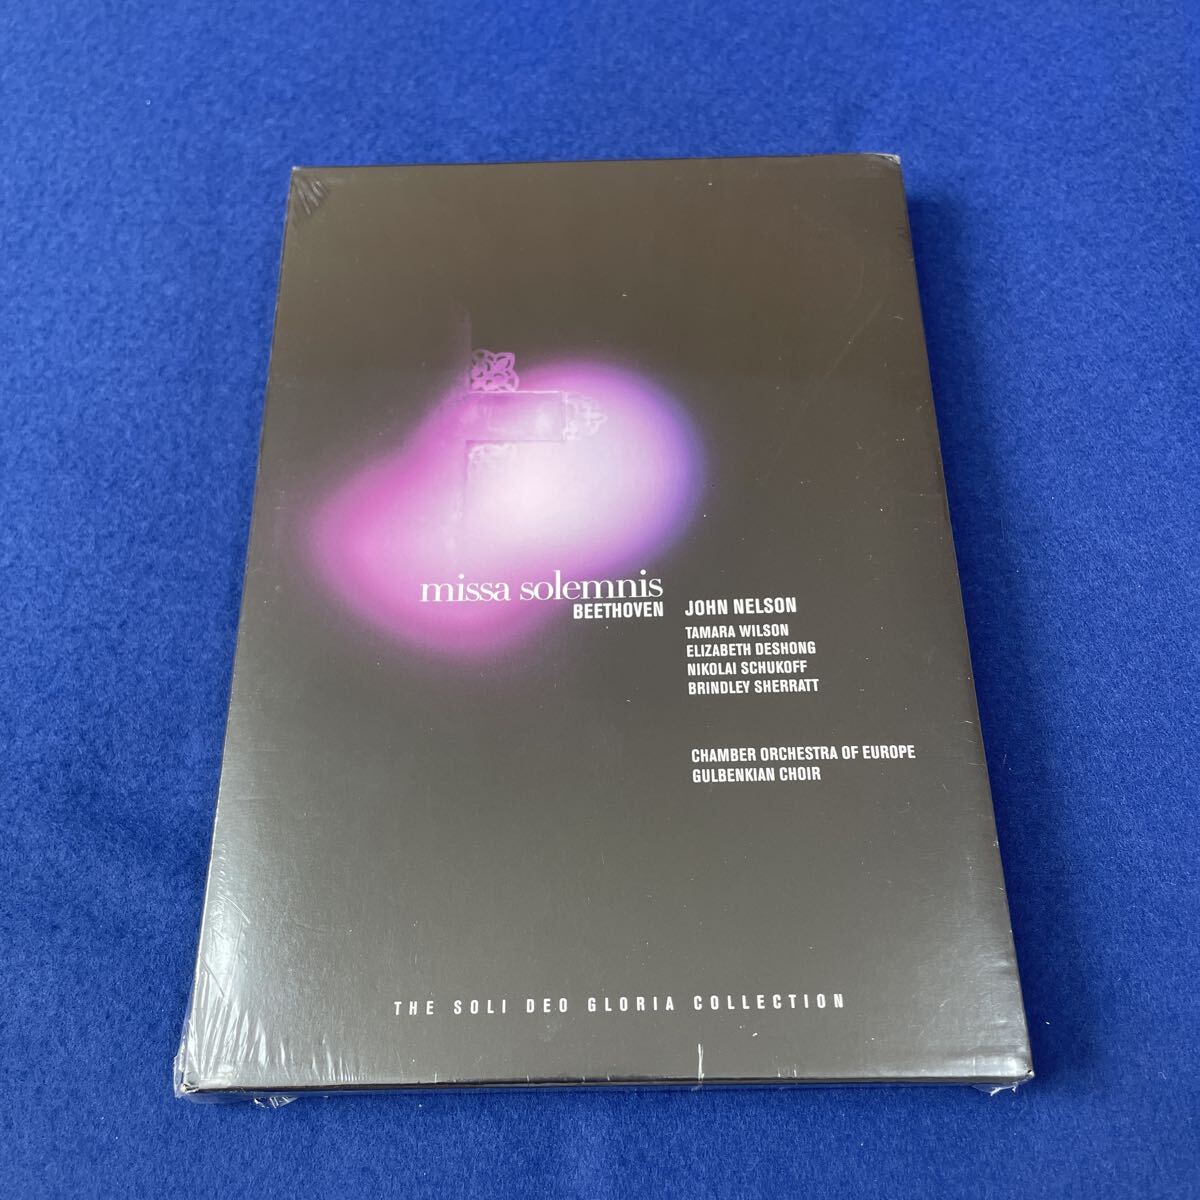 missa solemnis
BEETHOVEN
JOHN NELSON
TAMARA WILSON
ELIZABETH DESHONG
NIKOLAI SCHUKOFF
BRINDLEY SHERRATT
CHAMBER ORCHESTRA OF EUROPE
GULBENKIAN CHOIR
THE SOLI DEO GLORIA COLLECTION